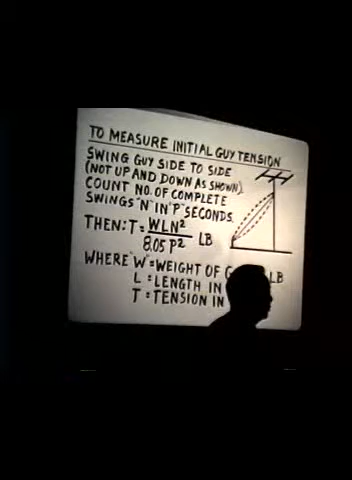 TO MEASURE INITIAL GUY TENSION
SWING GUY SIDE TO SIDE
(NOT UP AND DOWN AS SHOWN).
COUNT NO. OF COMPLETE
SWINGS "N" IN "P" SECONDS.
THEN: T = WLN²
8.05 P² LB
WHERE "W" = WEIGHT OF LB
L = LENGTH IN
T = TENSION IN